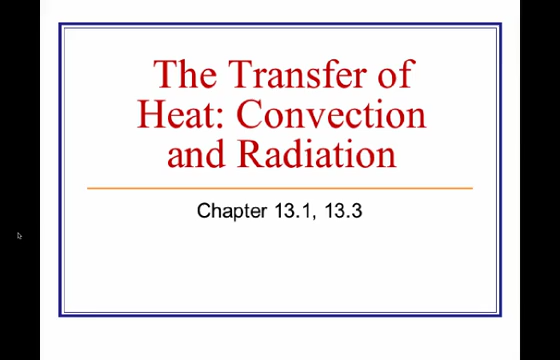 The Transfer of
Heat: Convection
and Radiation
Chapter 13.1, 13.3